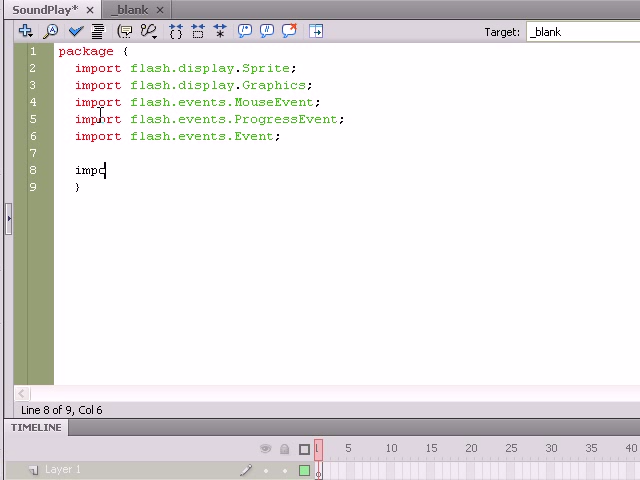 SoundPlay* × _blank ×
Target: _blank
1 package {
2 import flash.display.Sprite;
3 import flash.display.Graphics;
4 import flash.events.MouseEvent;
5 import flash.events.ProgressEvent;
6 import flash.events.Event;
7
8 impo
9 }
Line 8 of 9, Col 6
TIMELINE
1 5 10 15 20 25 30 35 40
Layer 1